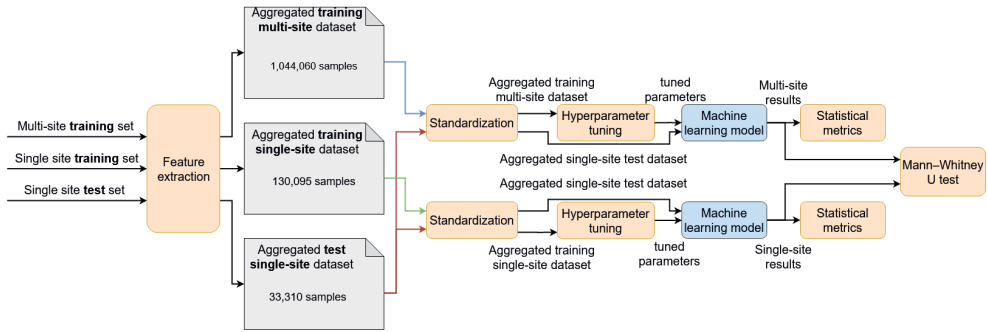 Multi-site training set
Single site training set
Single site test set
Feature
extraction
Aggregated training
multi-site dataset
1,044,060 samples
Aggregated training
single-site dataset
130,095 samples
Aggregated test
single-site dataset
33,310 samples
Standardization
Aggregated training
multi-site dataset
Hyperparameter
tuning
tuned
parameters
Machine
learning model
Multi-site
results
Statistical
metrics
Aggregated single-site test dataset
Aggregated single-site test dataset
Standardization
Hyperparameter
tuning
Aggregated training
single-site dataset
tuned
parameters
Machine
learning model
Statistical
metrics
Single-site
results
Mann–Whitney
U test